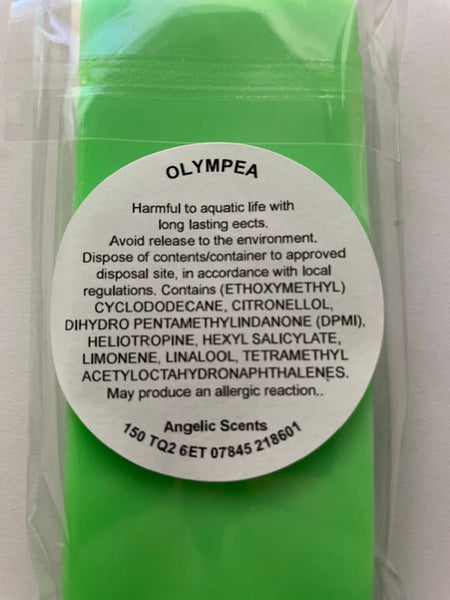 OLYMPEA
Harmful to aquatic life with
long lasting eects.
Avoid release to the environment.
Dispose of contents/container to approved
disposal site, in accordance with local
regulations. Contains (ETHOXYMETHYL)
CYCLODODECANE, CITRONELLOL,
DIHYDRO PENTAMETHYLINDANONE (DPMI),
HELIOTROPINE, HEXYL SALICYLATE,
LIMONENE, LINALOOL, TETRAMETHYL
ACETYLOCTAHYDRONAPHTHALENES.
May produce an allergic reaction..
Angelic Scents
150 TQ2 6ET 07845 218601